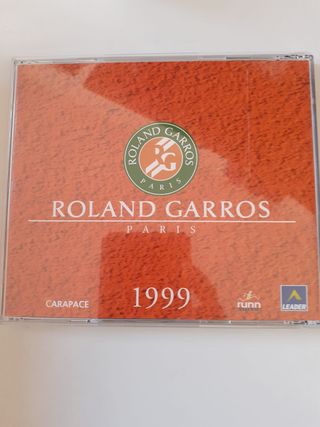 ROLAND GARROS
RG
PARIS
ROLAND GARROS
PARIS
CARAPACE
1999
runn
LEADER